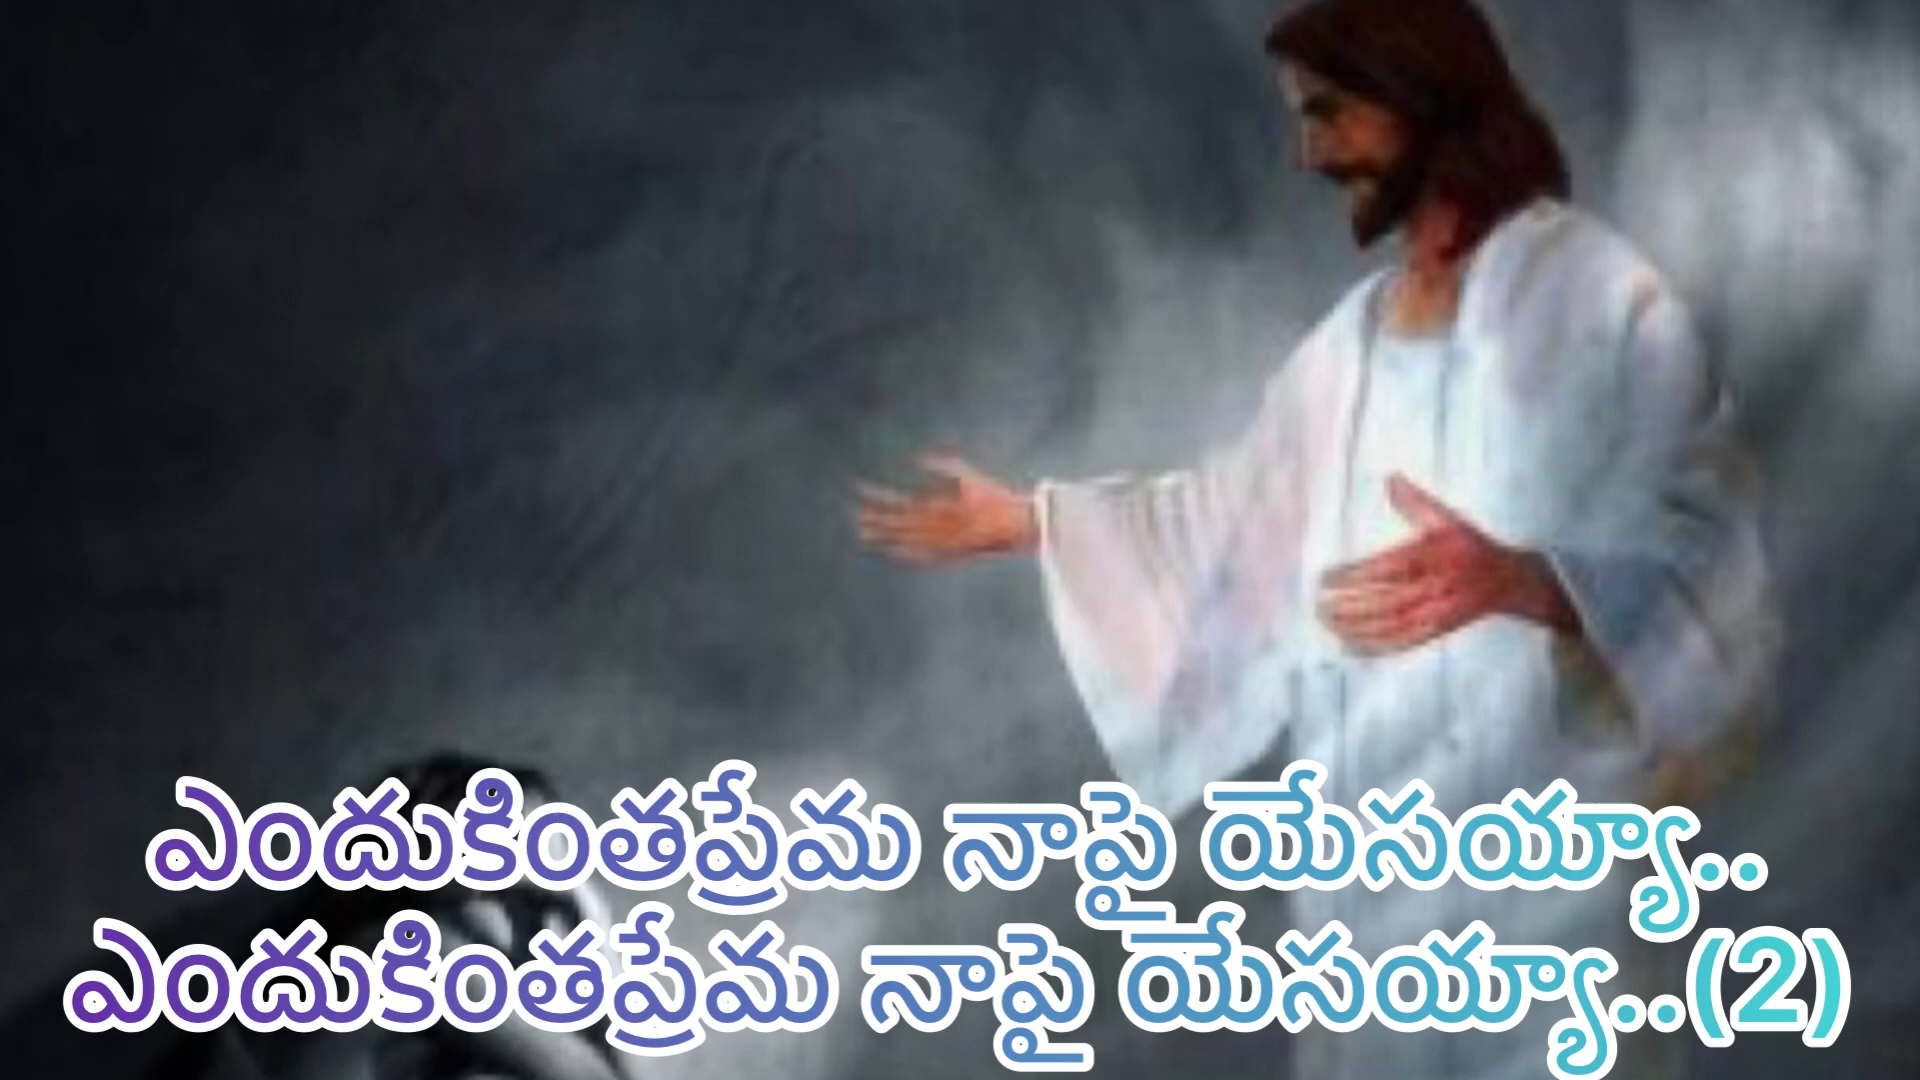 ఎందుకింతప్రేమ నాపై యేసయ్యా..
ఎందుకింతప్రేమ నాపై యేసయ్యా..(2)